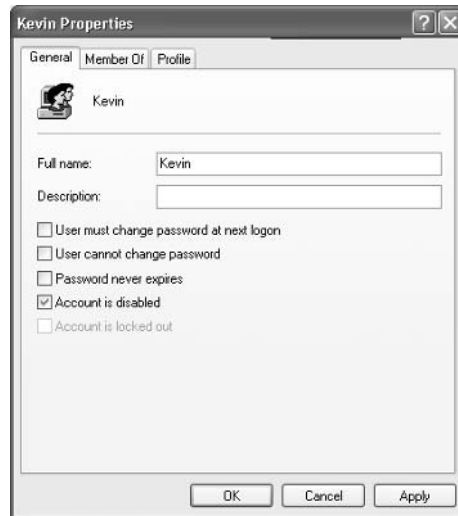 Kevin Properties
General Member Of Profile
Kevin
Full name: Kevin
Description:
User must change password at next logon
User cannot change password
Password never expires
Account is disabled
Account is locked out
OK Cancel Apply